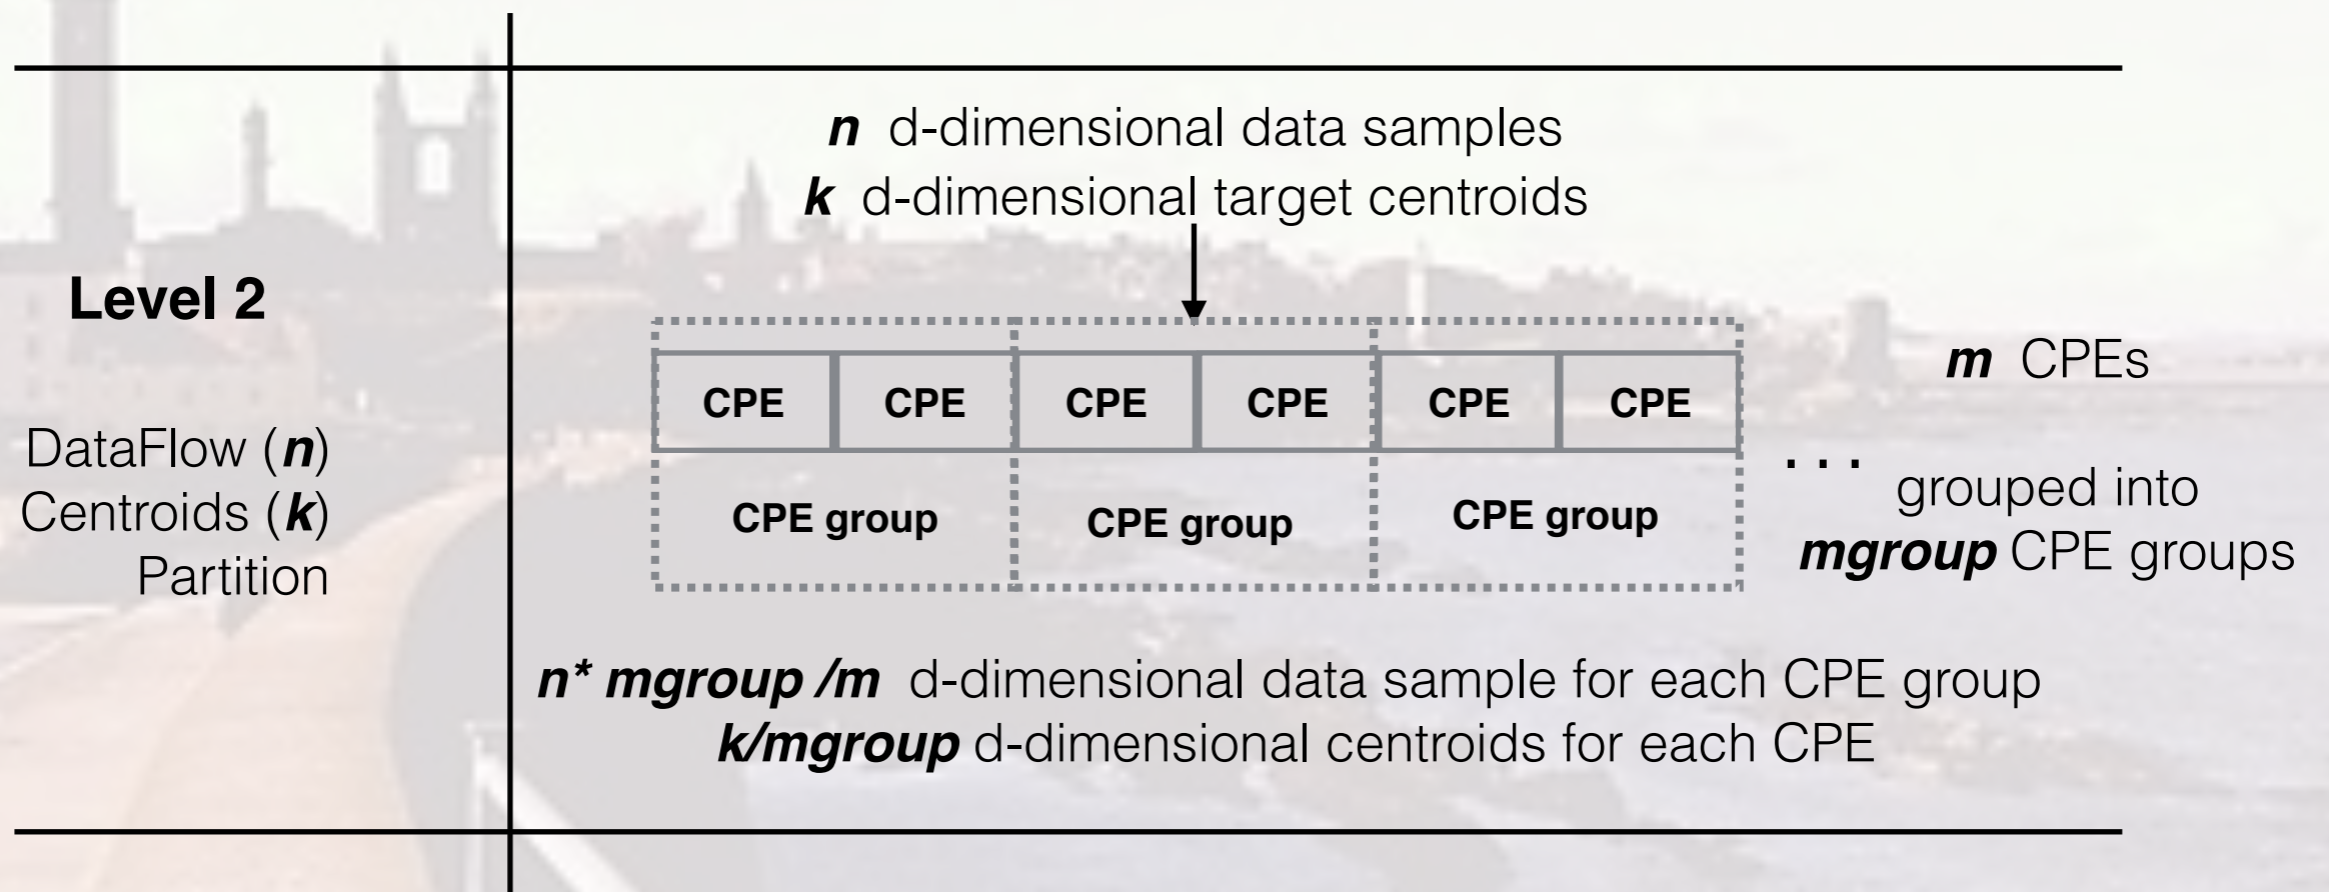 n d-dimensional data samples
k d-dimensional target centroids
Level 2
DataFlow (n)
Centroids (k)
Partition
CPE CPE CPE CPE CPE CPE
CPE group CPE group CPE group
m CPEs
...
grouped into
mgroup CPE groups
n* mgroup /m d-dimensional data sample for each CPE group
k/mgroup d-dimensional centroids for each CPE